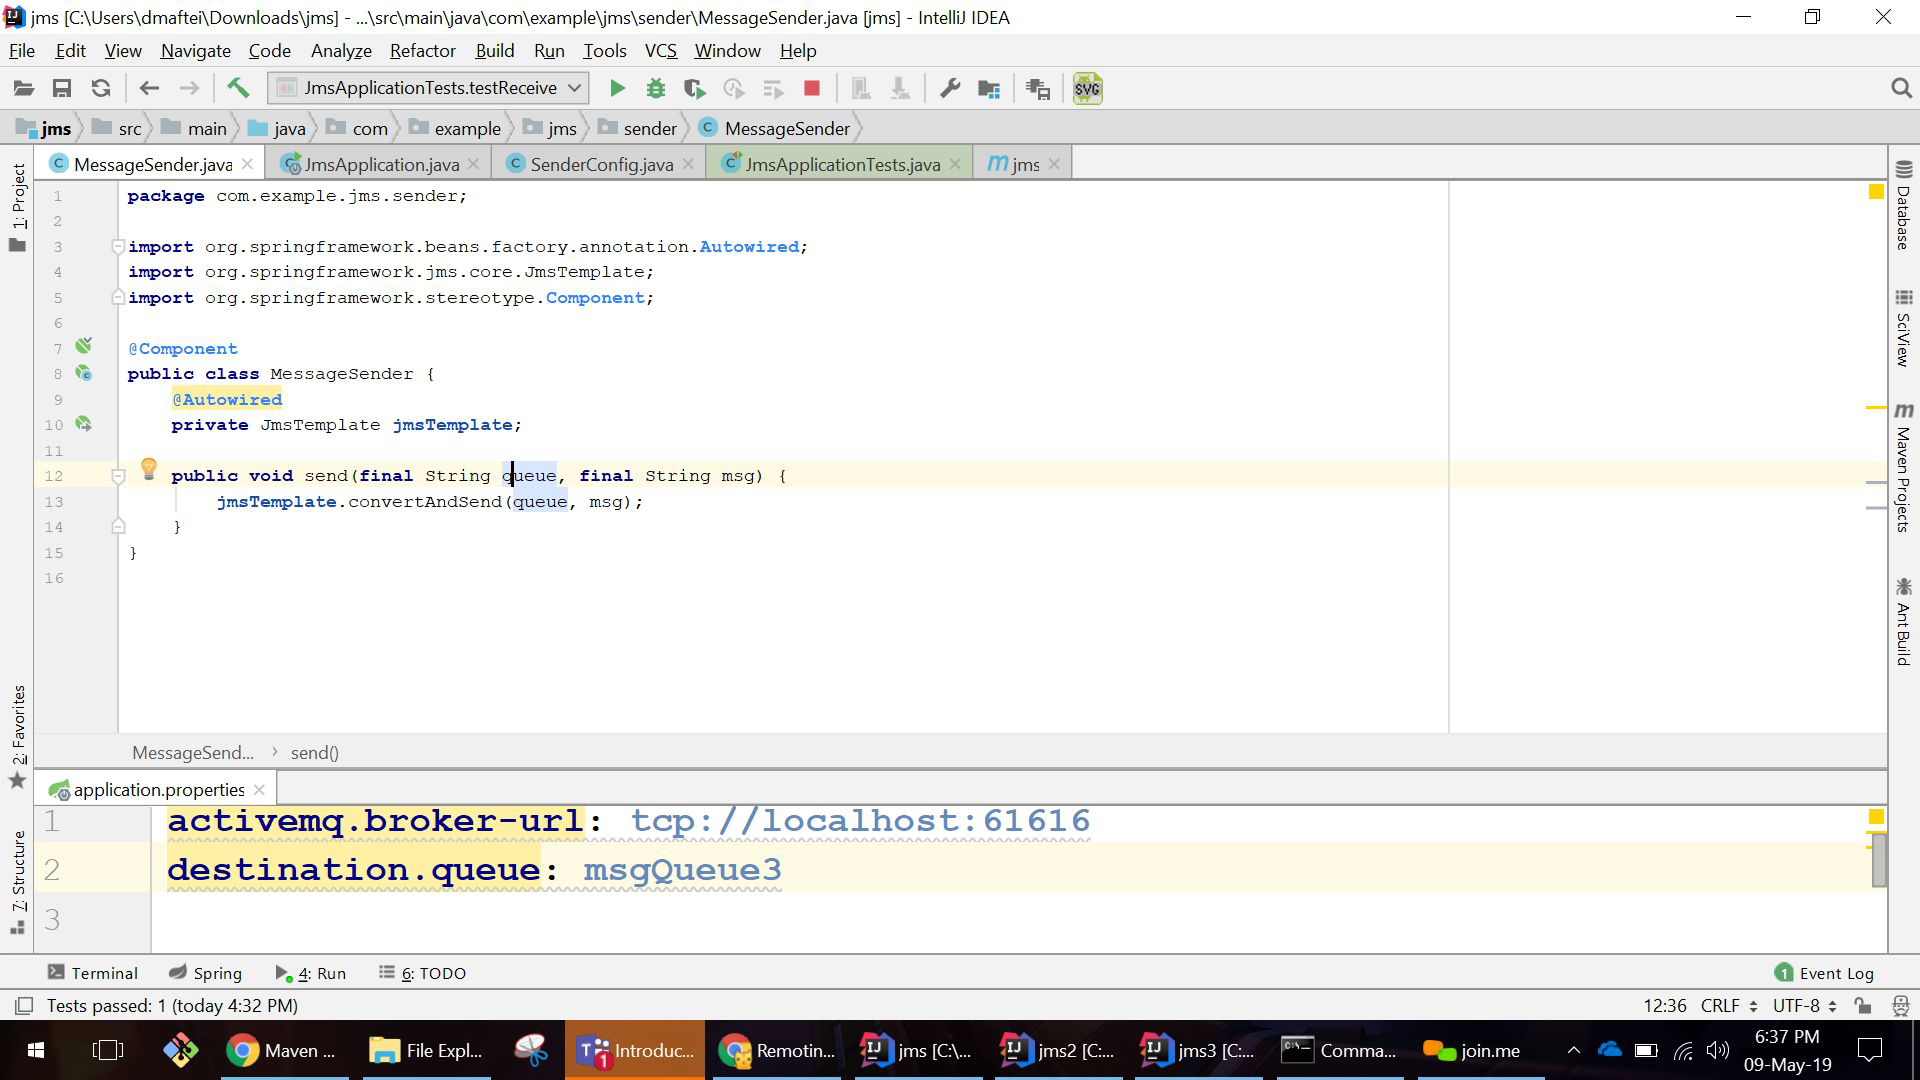 jms [C:\Users\dmaftei\Downloads\jms] - ...\src\main\java\com\example\jms\sender\MessageSender.java [jms] - IntelliJ IDEA
File Edit View Navigate Code Analyze Refactor Build Run Tools VCS Window Help
JmsApplicationTests.testReceive
SVG
jms src main java com example jms sender MessageSender
MessageSender.java JmsApplication.java SenderConfig.java JmsApplicationTests.java jms
1 package com.example.jms.sender;
2
3 import org.springframework.beans.factory.annotation.Autowired;
4 import org.springframework.jms.core.JmsTemplate;
5 import org.springframework.stereotype.Component;
6
7 @Component
8 public class MessageSender {
9 @Autowired
10 private JmsTemplate jmsTemplate;
11
12 public void send(final String queue, final String msg) {
13 jmsTemplate.convertAndSend(queue, msg);
14 }
15 }
16
1: Project
2: Favorites
7: Structure
Database
SciView
Maven Projects
Ant Build
MessageSend... › send()
application.properties
1 activemq.broker-url: tcp://localhost:61616
2 destination.queue: msgQueue3
3
Terminal Spring 4: Run 6: TODO 1 Event Log
Tests passed: 1 (today 4:32 PM) 12:36 CRLF UTF-8
Maven ... File Expl... 1 Introduc... Remotin... jms [C:\... jms2 [C:... jms3 [C:... Comma... join.me 6:37 PM
09-May-19